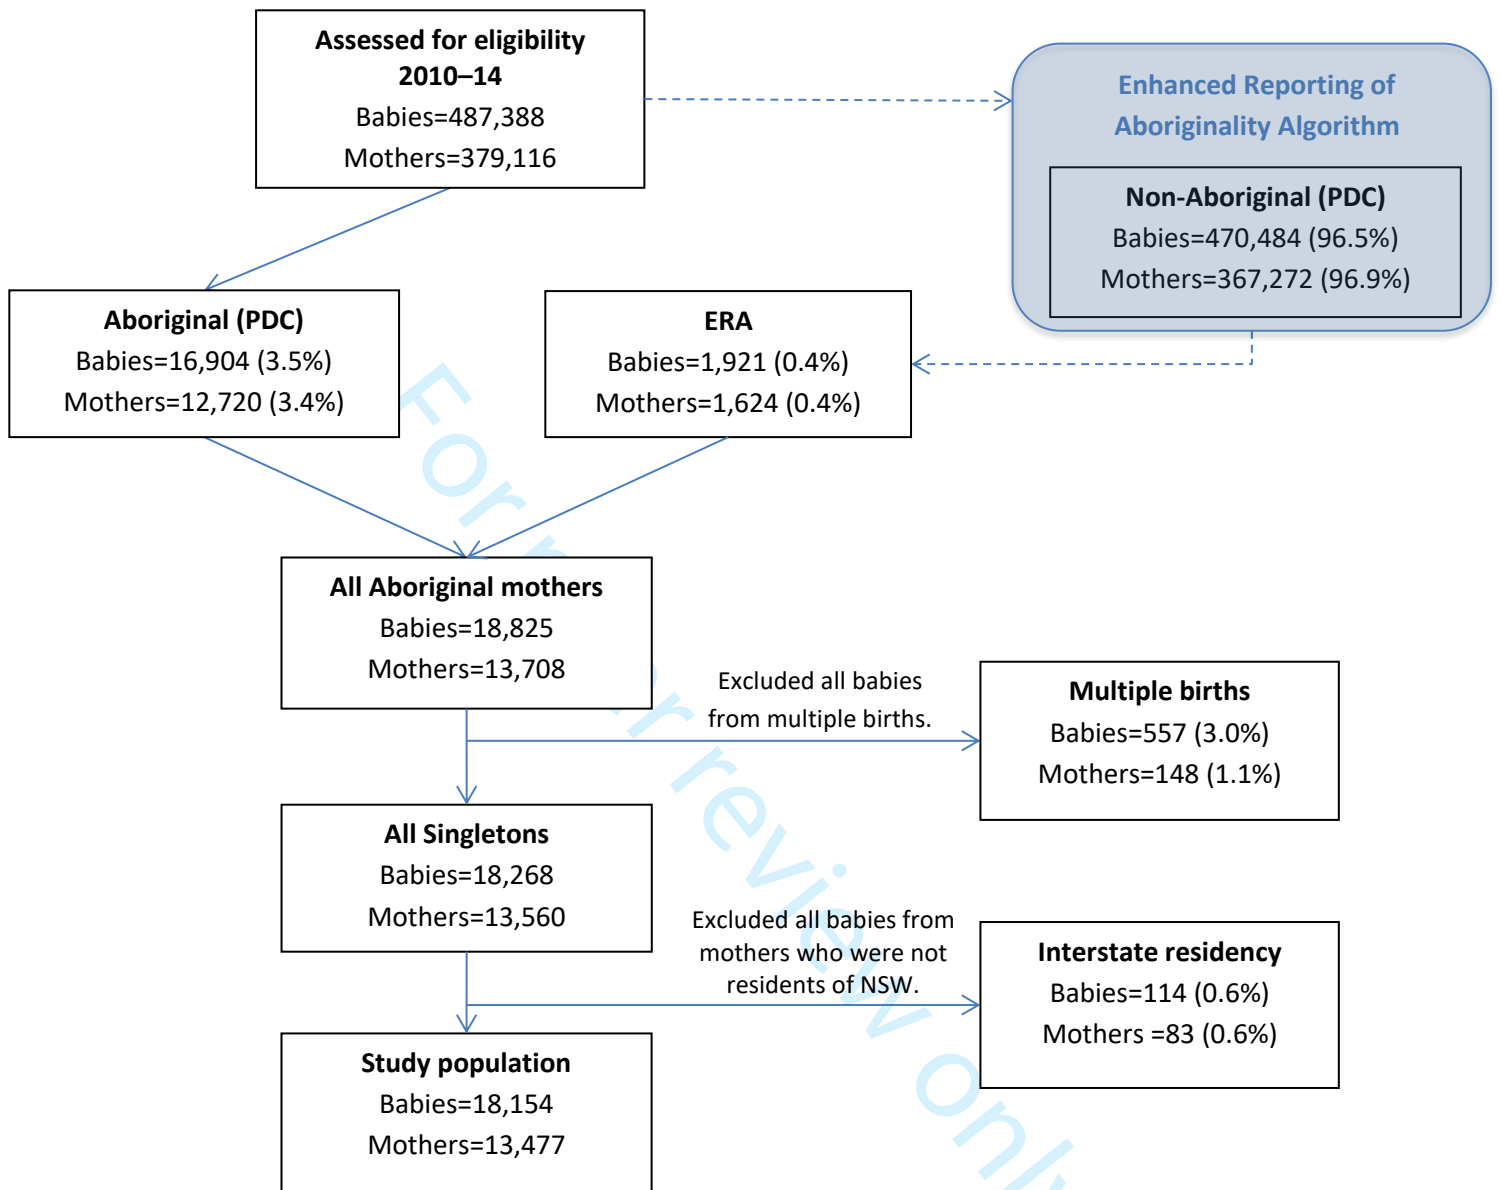 Assessed for eligibility
2010–14
Babies=487,388
Mothers=379,116
Enhanced Reporting of
Aboriginality Algorithm
Non-Aboriginal (PDC)
Babies=470,484 (96.5%)
Mothers=367,272 (96.9%)
Aboriginal (PDC)
Babies=16,904 (3.5%)
Mothers=12,720 (3.4%)
ERA
Babies=1,921 (0.4%)
Mothers=1,624 (0.4%)
All Aboriginal mothers
Babies=18,825
Mothers=13,708
Excluded all babies
from multiple births.
Multiple births
Babies=557 (3.0%)
Mothers=148 (1.1%)
All Singletons
Babies=18,268
Mothers=13,560
Excluded all babies from
mothers who were not
residents of NSW.
Interstate residency
Babies=114 (0.6%)
Mothers =83 (0.6%)
Study population
Babies=18,154
Mothers=13,477
For peer review only